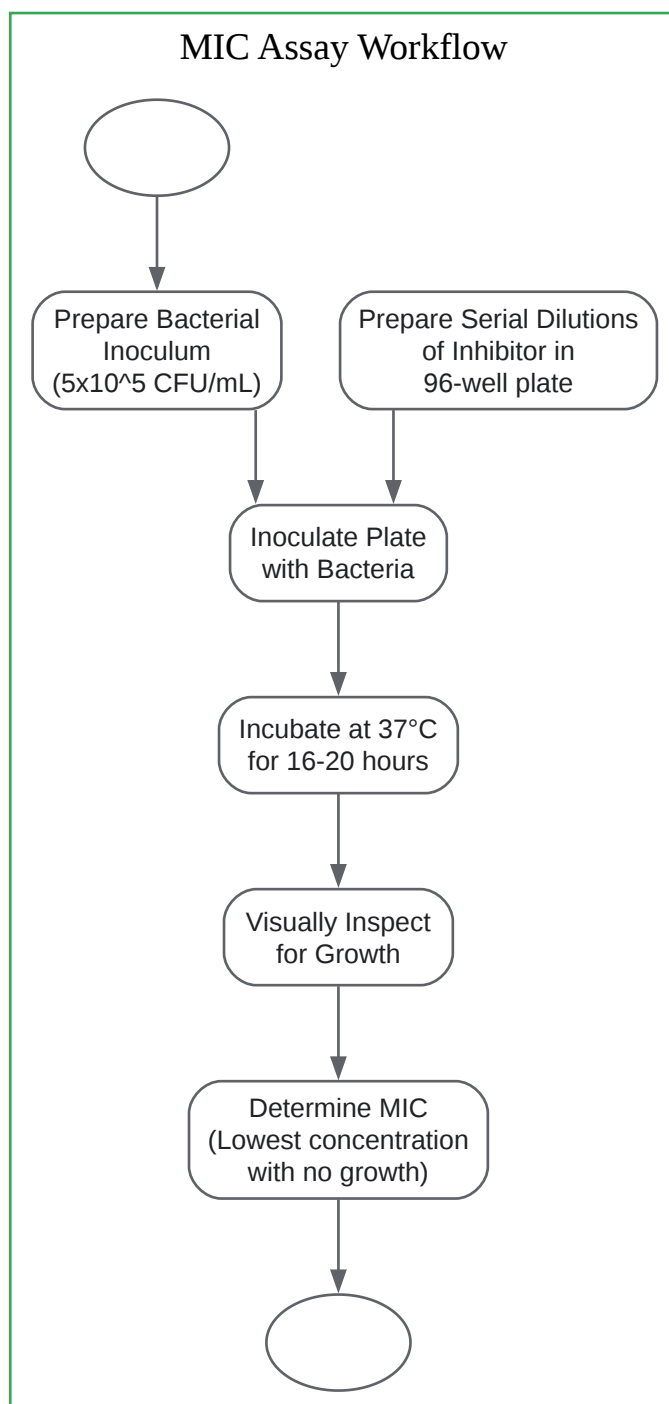 MIC Assay Workflow
Prepare Bacterial
Inoculum
(5x10^5 CFU/mL)
Prepare Serial Dilutions
of Inhibitor in
96-well plate
Inoculate Plate
with Bacteria
Incubate at 37°C
for 16-20 hours
Visually Inspect
for Growth
Determine MIC
(Lowest concentration
with no growth)